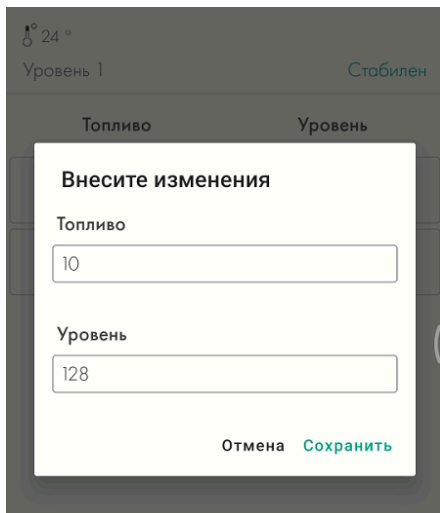 24 °
Уровень 1 Стабилен
Топливо Уровень
Внесите изменения
Топливо
10
Уровень
128
Отмена Сохранить